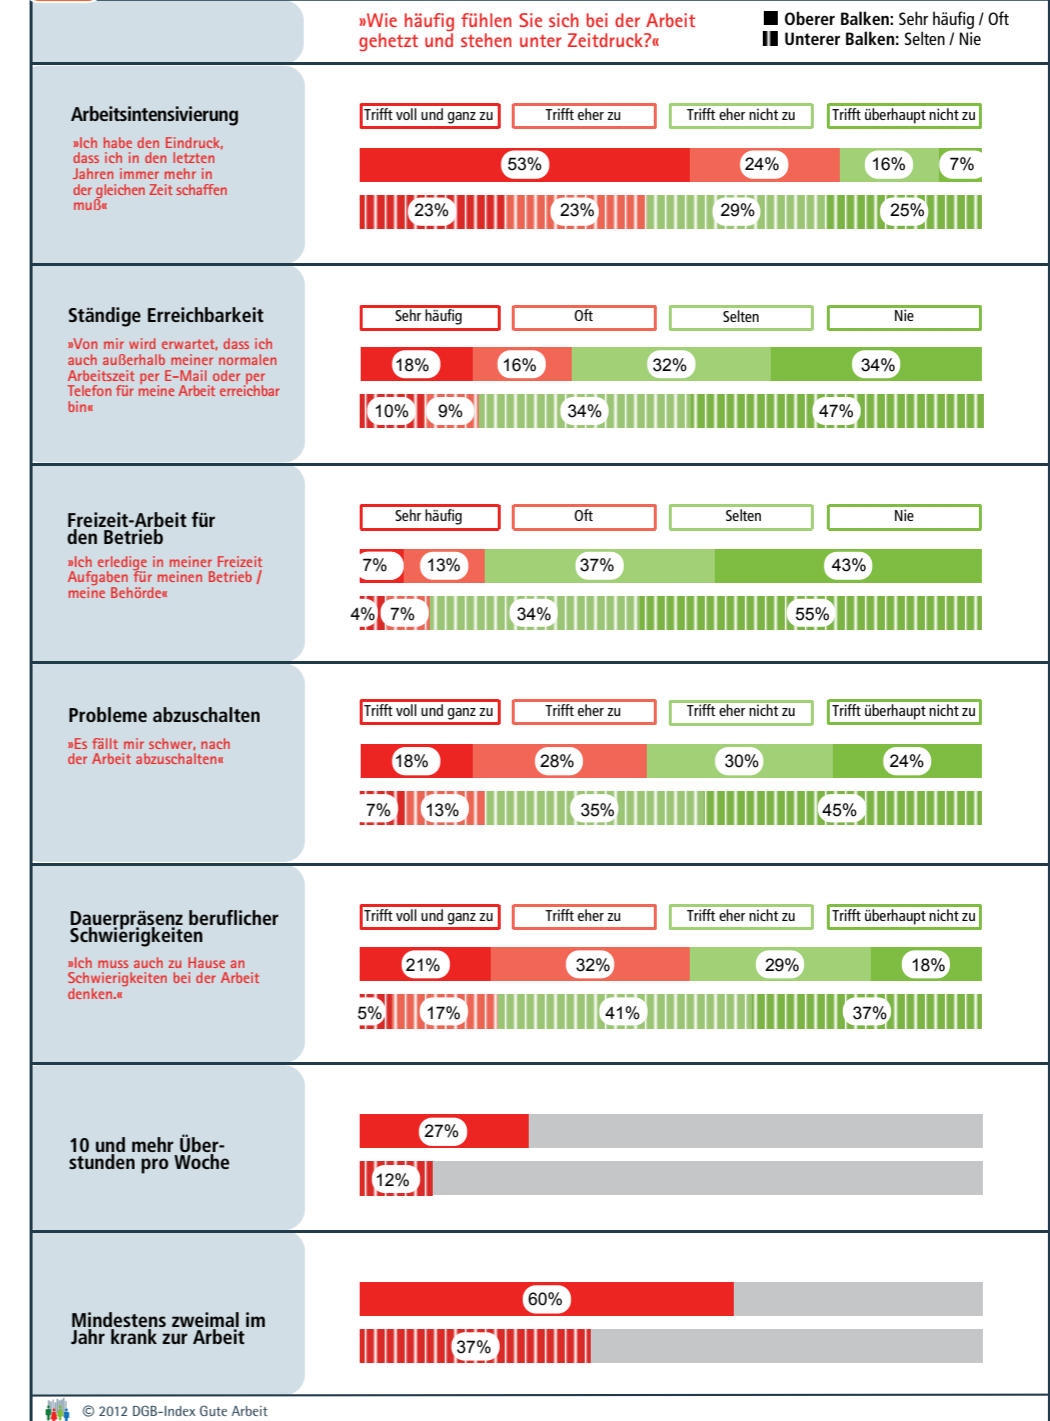 »Wie häufig fühlen Sie sich bei der Arbeit
gehetzt und stehen unter Zeitdruck?«
Oberer Balken: Sehr häufig / Oft
Unterer Balken: Selten / Nie
Arbeitsintensivierung
»Ich habe den Eindruck,
dass ich in den letzten
Jahren immer mehr in
der gleichen Zeit schaffen
muß«
Trifft voll und ganz zu Trifft eher zu Trifft eher nicht zu Trifft überhaupt nicht zu
53% 24% 16% 7%
23% 23% 29% 25%
Ständige Erreichbarkeit
»Von mir wird erwartet, dass ich
auch außerhalb meiner normalen
Arbeitszeit per E-Mail oder per
Telefon für meine Arbeit erreichbar
bin«
Sehr häufig Oft Selten Nie
18% 16% 32% 34%
10% 9% 34% 47%
Freizeit-Arbeit für
den Betrieb
»Ich erledige in meiner Freizeit
Aufgaben für meinen Betrieb /
meine Behörde«
Sehr häufig Oft Selten Nie
7% 13% 37% 43%
4% 7% 34% 55%
Probleme abzuschalten
»Es fällt mir schwer, nach
der Arbeit abzuschalten«
Trifft voll und ganz zu Trifft eher zu Trifft eher nicht zu Trifft überhaupt nicht zu
18% 28% 30% 24%
7% 13% 35% 45%
Dauerpräsenz beruflicher
Schwierigkeiten
»Ich muss auch zu Hause an
Schwierigkeiten bei der Arbeit
denken.«
Trifft voll und ganz zu Trifft eher zu Trifft eher nicht zu Trifft überhaupt nicht zu
21% 32% 29% 18%
5% 17% 41% 37%
10 und mehr Über-
stunden pro Woche
27%
12%
Mindestens zweimal im
Jahr krank zur Arbeit
60%
37%
© 2012 DGB-Index Gute Arbeit